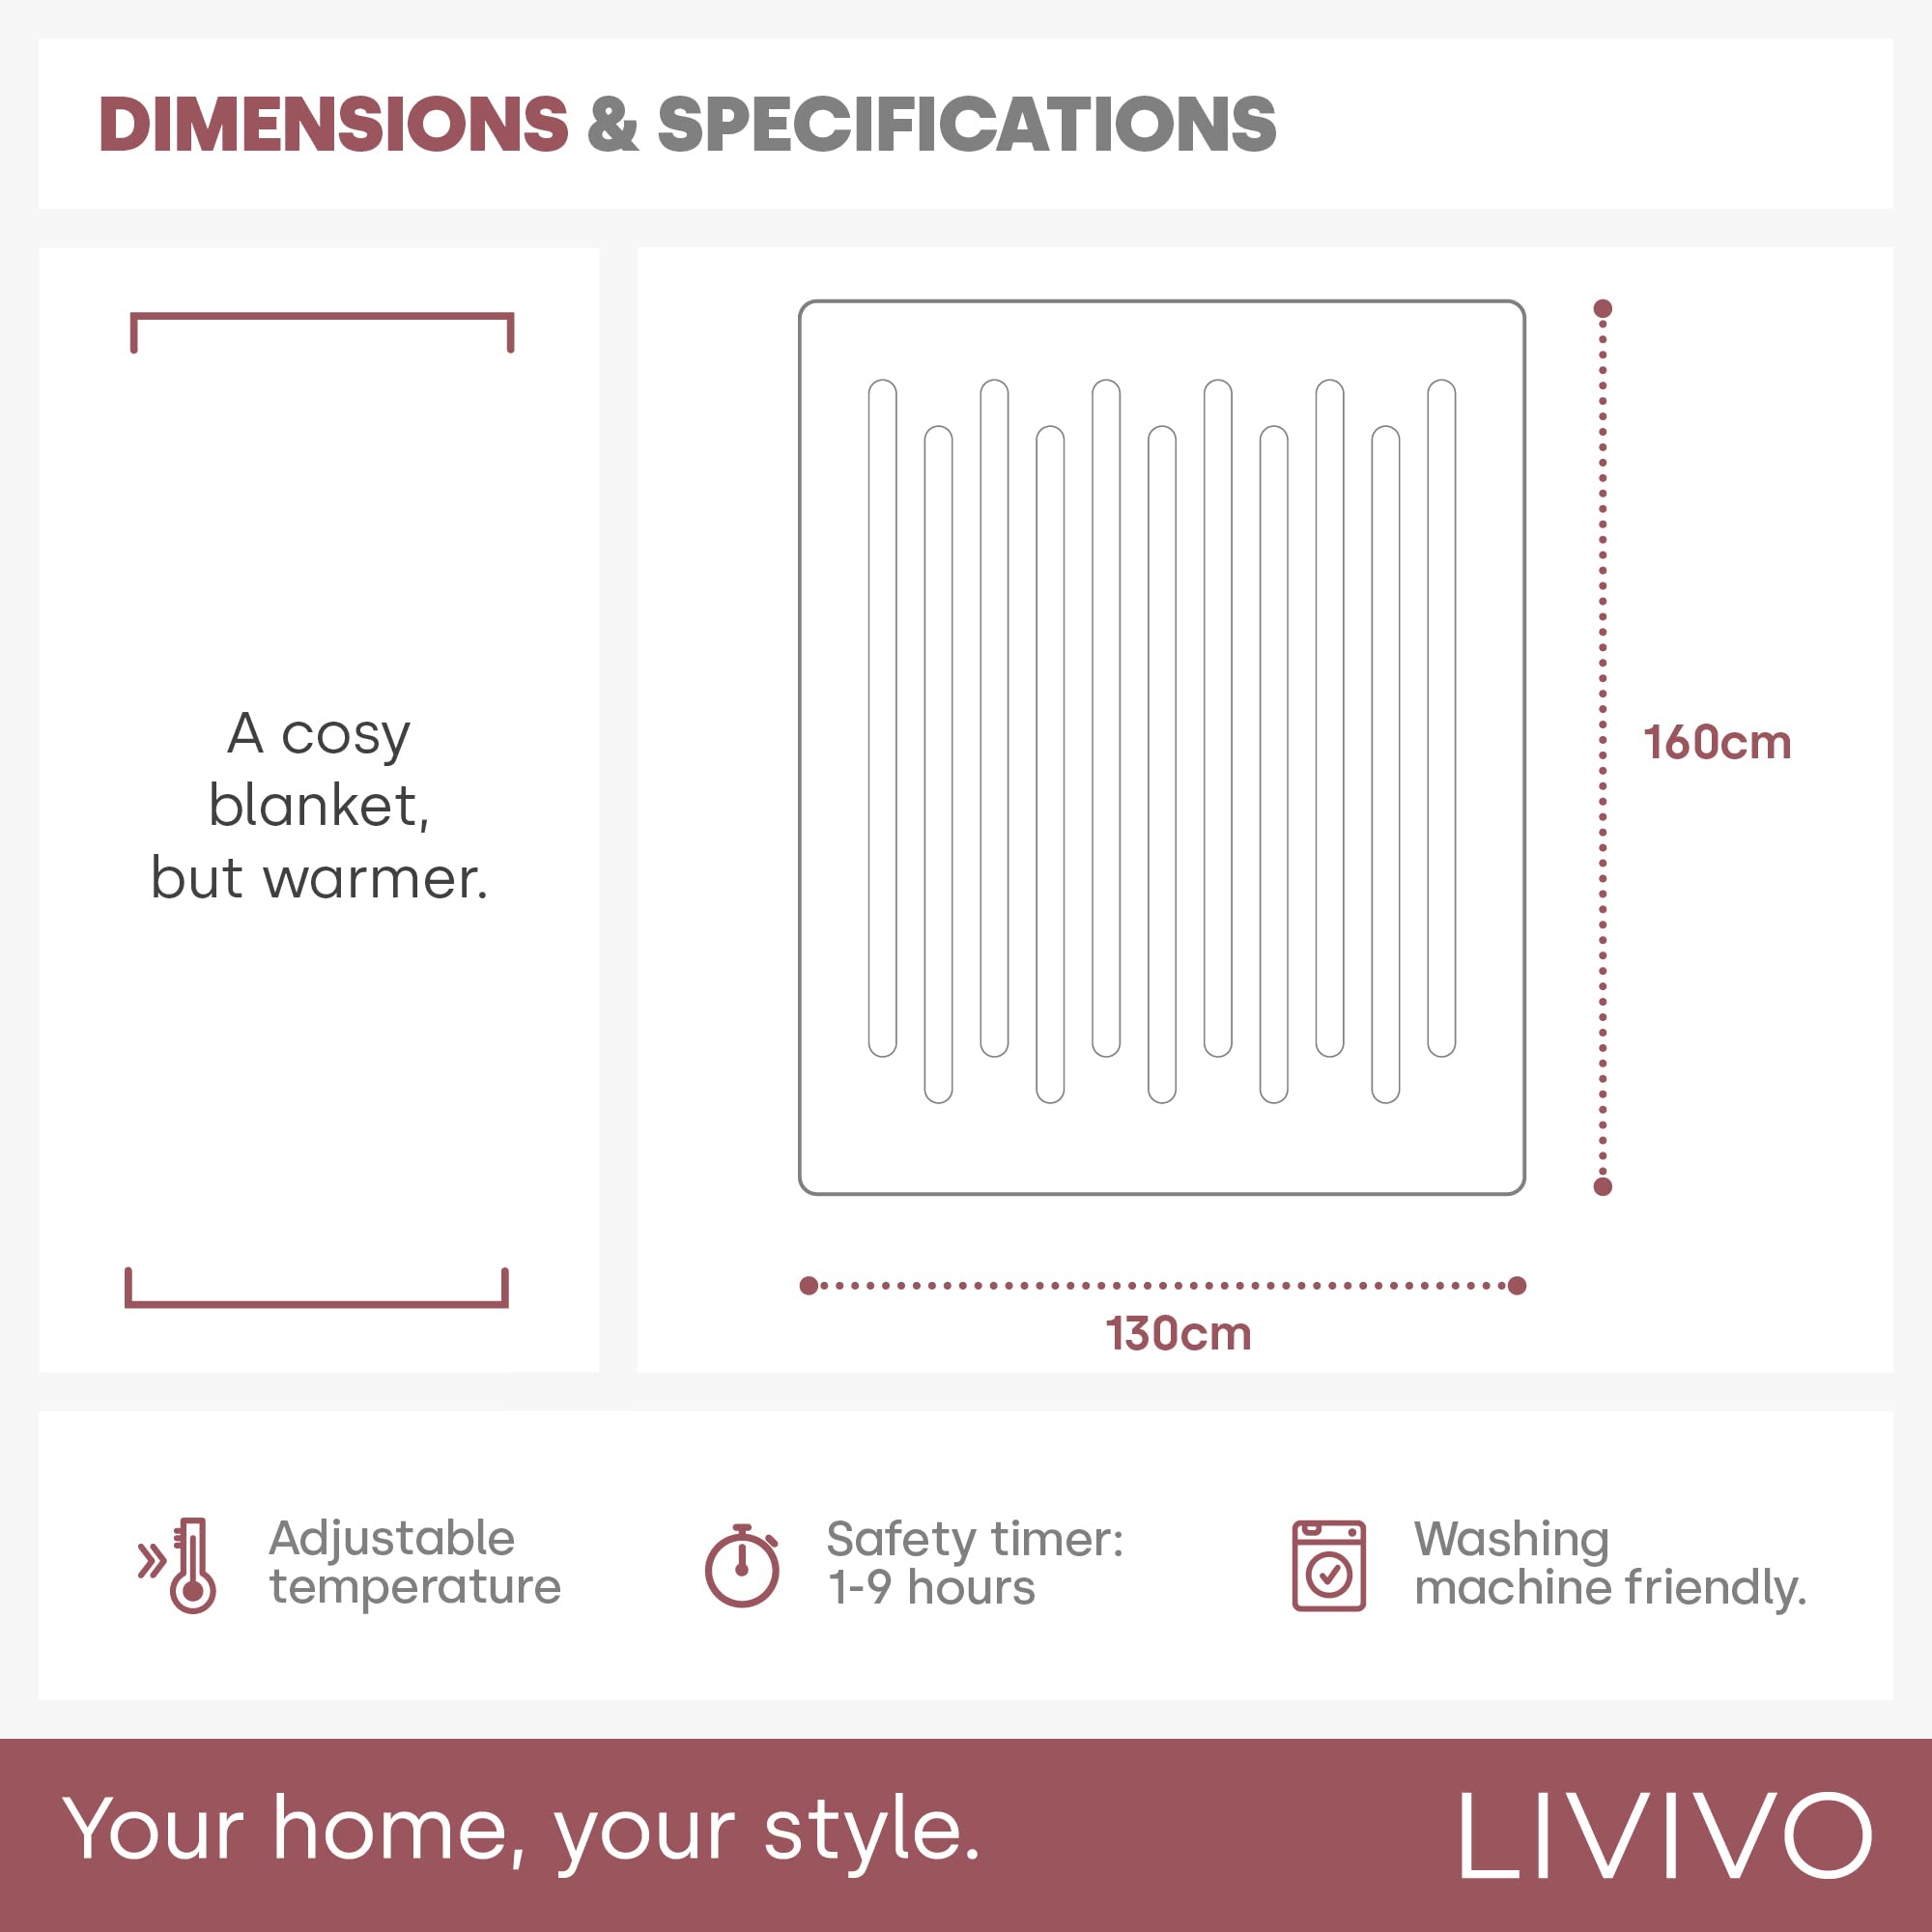 DIMENSIONS & SPECIFICATIONS
A cosy
blanket,
but warmer.
160cm
130cm
Adjustable
temperature
Safety timer:
1-9 hours
Washing
machine friendly.
Your home, your style.
LIVIVO